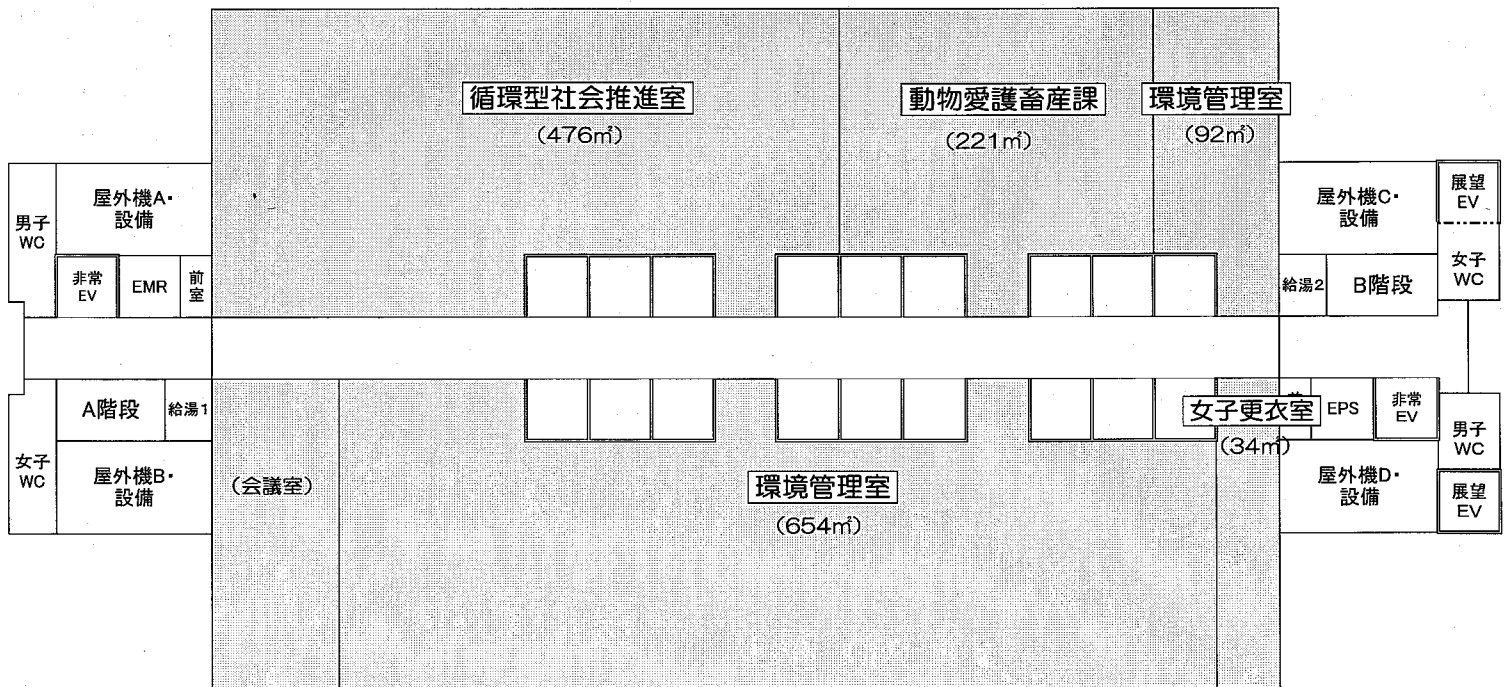 循環型社会推進室
(476㎡)
動物愛護畜産課
(221㎡)
環境管理室
(92㎡)
男子
WC
屋外機A・
設備
非常
EV
EMR
前
室
屋外機C・
設備
展望
EV
給湯2
B階段
女子
WC
A階段
給湯1
女子
WC
屋外機B・
設備
(会議室)
環境管理室
(654㎡)
女子更衣室
(34㎡)
EPS
非常
EV
男子
WC
屋外機D・
設備
展望
EV